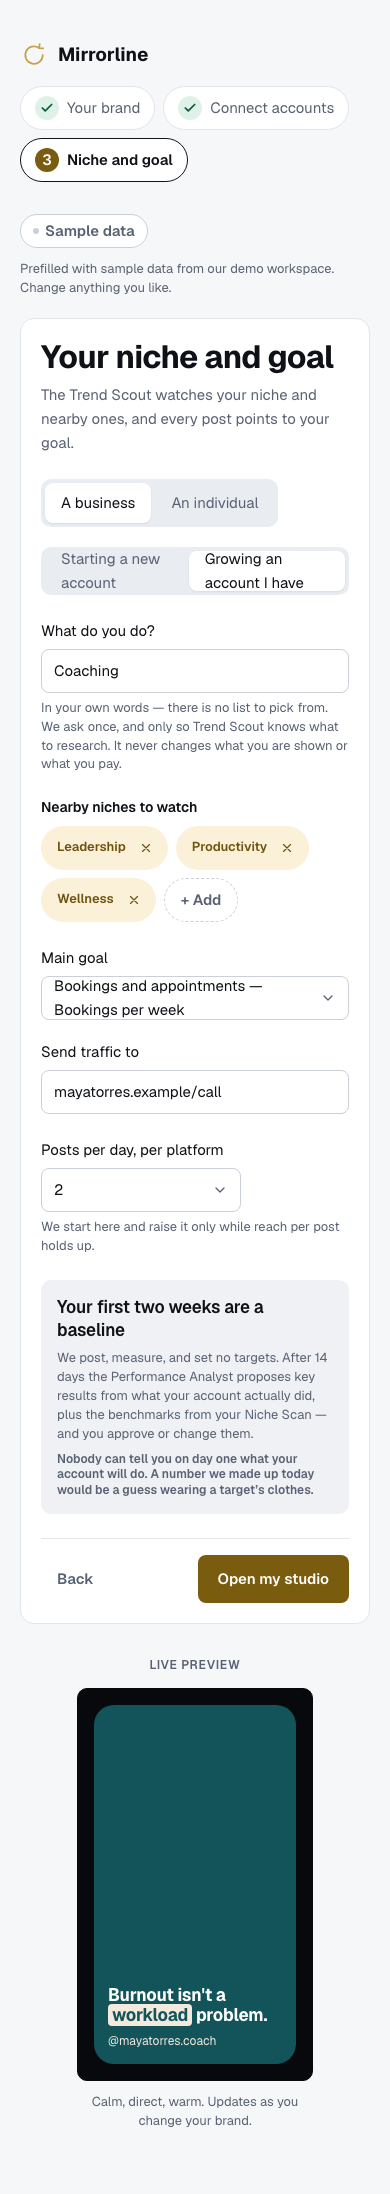 Mirrorline
Your brand
Connect accounts
3 Niche and goal
Sample data
Prefilled with sample data from our demo workspace.
Change anything you like.
Your niche and goal
The Trend Scout watches your niche and
nearby ones, and every post points to your
goal.
A business
An individual
Starting a new
account
Growing an
account I have
What do you do?
Coaching
In your own words — there is no list to pick from.
We ask once, and only so Trend Scout knows what
to research. It never changes what you are shown or
what you pay.
Nearby niches to watch
Leadership ×
Productivity ×
Wellness ×
+ Add
Main goal
Bookings and appointments —
Bookings per week
Send traffic to
mayatorres.example/call
Posts per day, per platform
2
We start here and raise it only while reach per post
holds up.
Your first two weeks are a
baseline
We post, measure, and set no targets. After 14
days the Performance Analyst proposes key
results from what your account actually did,
plus the benchmarks from your Niche Scan —
and you approve or change them.
Nobody can tell you on day one what your
account will do. A number we made up today
would be a guess wearing a target's clothes.
Back
Open my studio
LIVE PREVIEW
Burnout isn't a
workload problem.
@mayatorres.coach
Calm, direct, warm. Updates as you
change your brand.